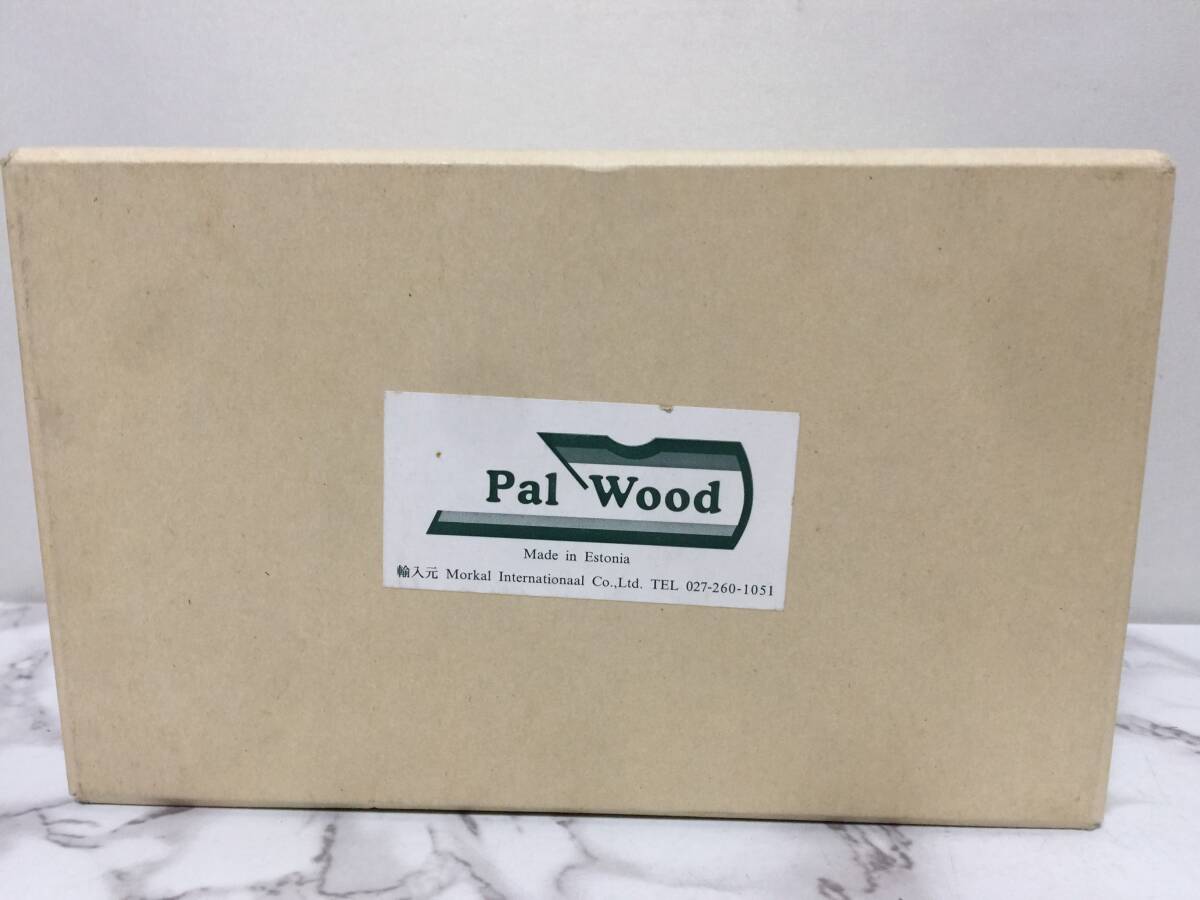 Pal Wood
Made in Estonia
輸入元 Morkal Internationaal Co.,Ltd. TEL 027-260-1051